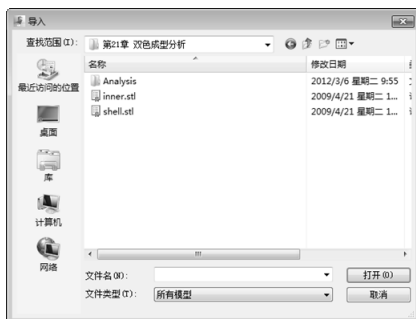 导入
查找范围(I): 第21章 双色成型分析
名称 修改日期
Analysis 2012/3/6 星期二 9:55
inner.stl 2009/4/21 星期二 1...
shell.stl 2009/4/21 星期二 1...
最近访问的位置
桌面
库
计算机
网络
文件名(N): 打开(O)
文件类型(T): 所有模型 取消